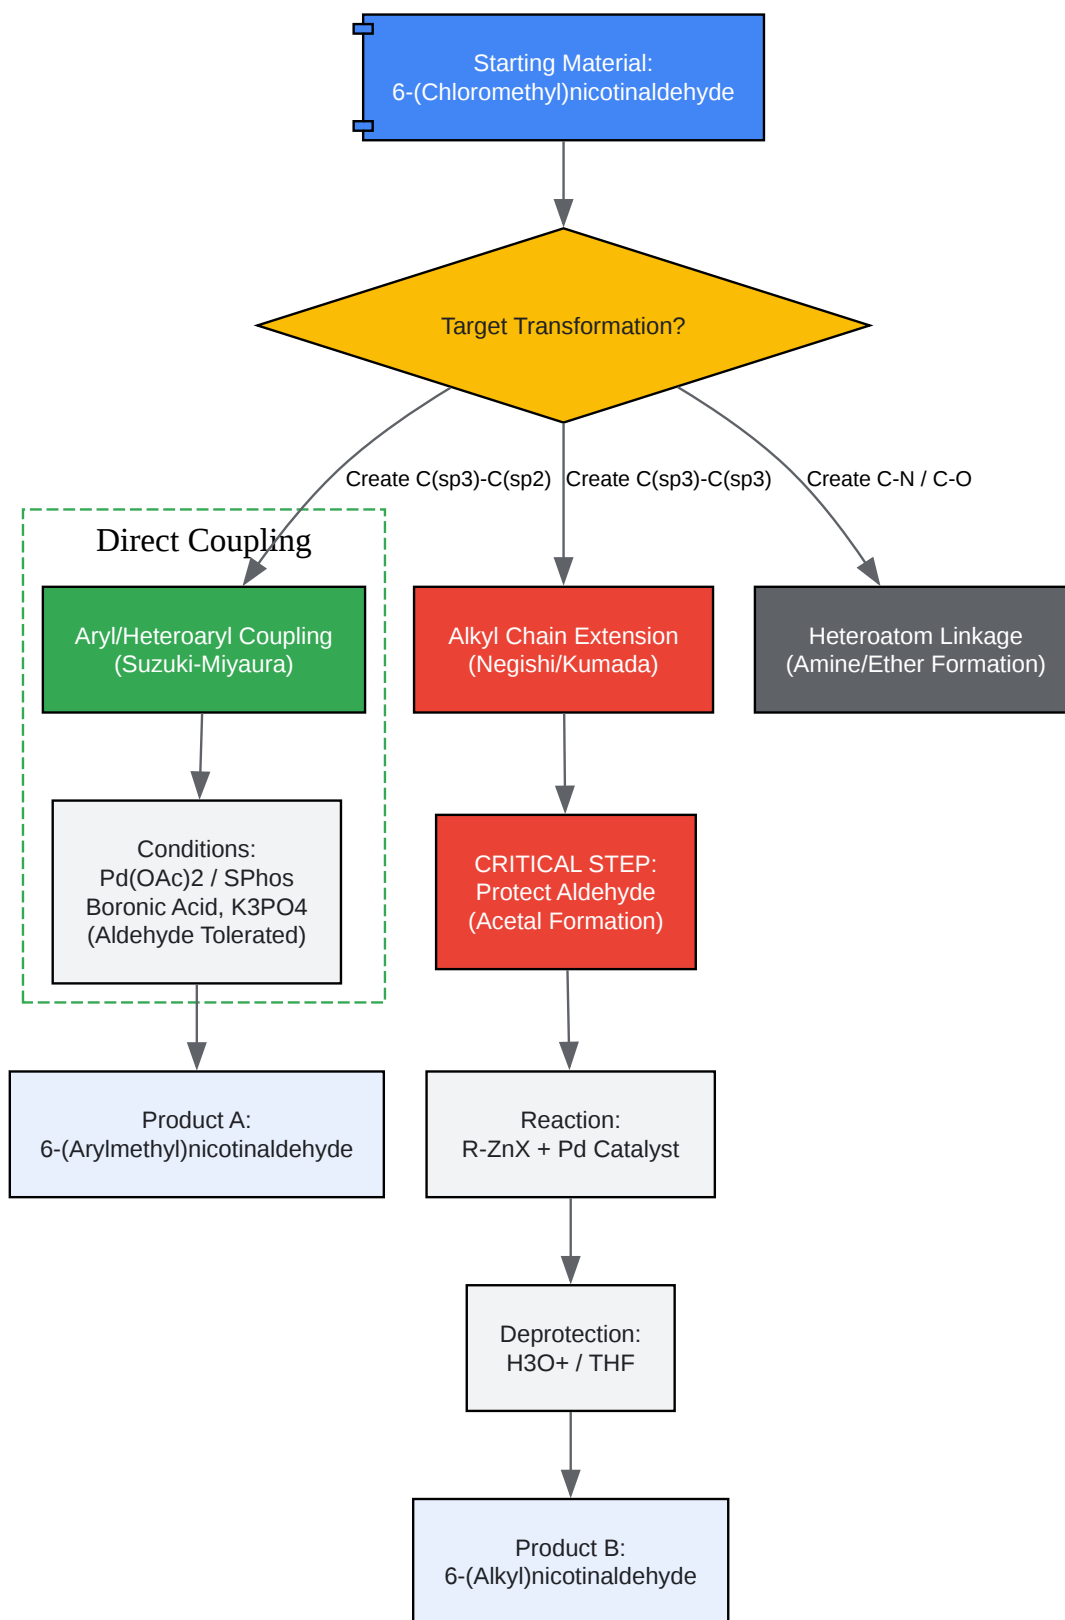 Starting Material:
6-(Chloromethyl)nicotinaldehyde
Target Transformation?
Create C(sp3)-C(sp2)
Create C(sp3)-C(sp3)
Create C-N / C-O
Direct Coupling
Aryl/Heteroaryl Coupling
(Suzuki-Miyaura)
Alkyl Chain Extension
(Negishi/Kumada)
Heteroatom Linkage
(Amine/Ether Formation)
Conditions:
Pd(OAc)2 / SPhos
Boronic Acid, K3PO4
(Aldehyde Tolerated)
CRITICAL STEP:
Protect Aldehyde
(Acetal Formation)
Product A:
6-(Arylmethyl)nicotinaldehyde
Reaction:
R-ZnX + Pd Catalyst
Deprotection:
H3O+ / THF
Product B:
6-(Alkyl)nicotinaldehyde